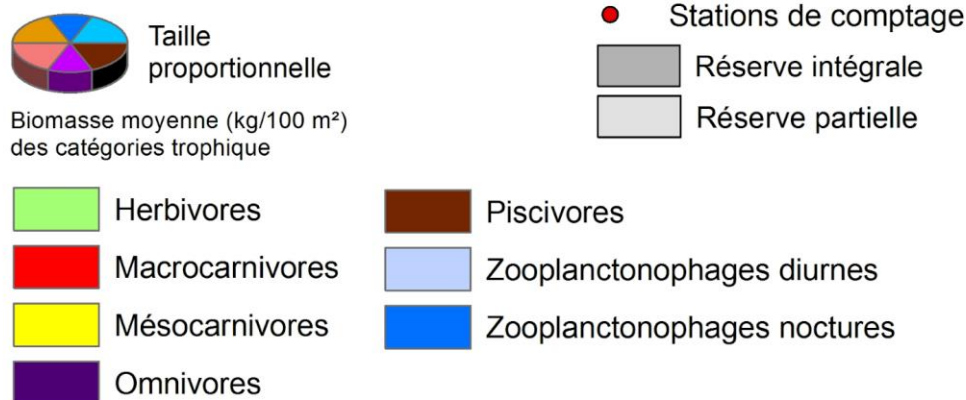 Taille
proportionnelle
Biomasse moyenne (kg/100 m²)
des catégories trophique
Stations de comptage
Réserve intégrale
Réserve partielle
Herbivores
Macrocarnivores
Mésocarnivores
Omnivores
Piscivores
Zooplanctonophages diurnes
Zooplanctonophages noctures